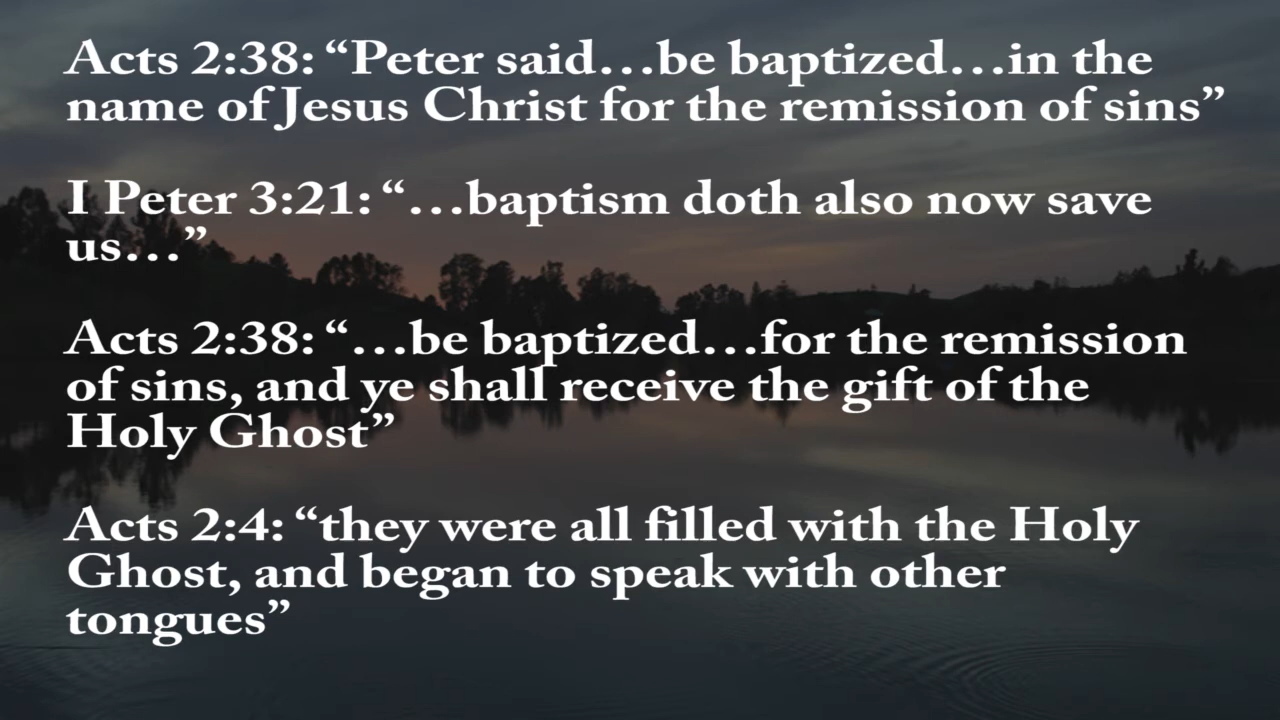 Acts 2:38: “Peter said…be baptized…in the
name of Jesus Christ for the remission of sins”
I Peter 3:21: “…baptism doth also now save
us…”
Acts 2:38: “…be baptized…for the remission
of sins, and ye shall receive the gift of the
Holy Ghost”
Acts 2:4: “they were all filled with the Holy
Ghost, and began to speak with other
tongues”